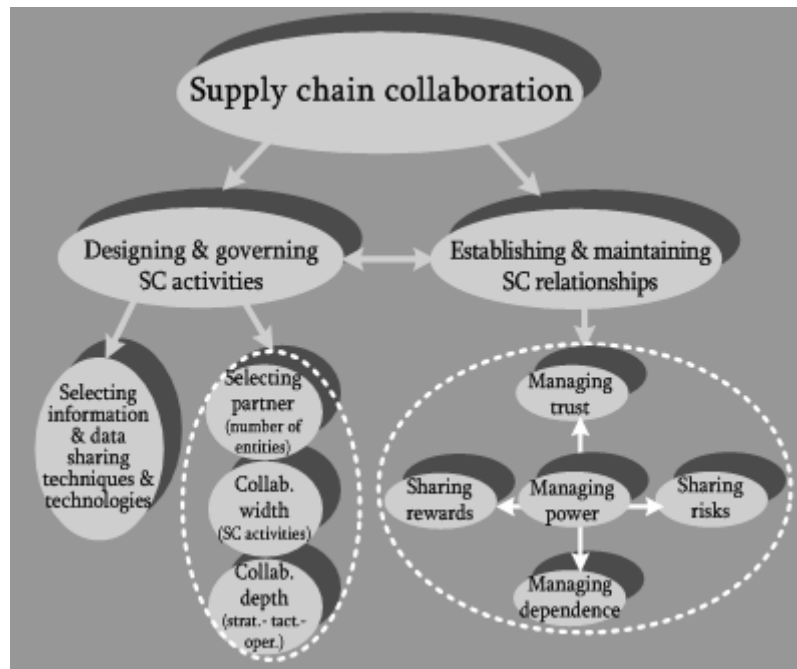 Supply chain collaboration
Designing & governing
SC activities
Establishing & maintaining
SC relationships
Selecting
information
& data
sharing
techniques &
technologies
Selecting
partner
(number of
entities)
Collab.
width
(SC activities)
Collab.
depth
(strat.- tact.-
oper.)
Managing
trust
Sharing
rewards
Managing
power
Sharing
risks
Managing
dependence